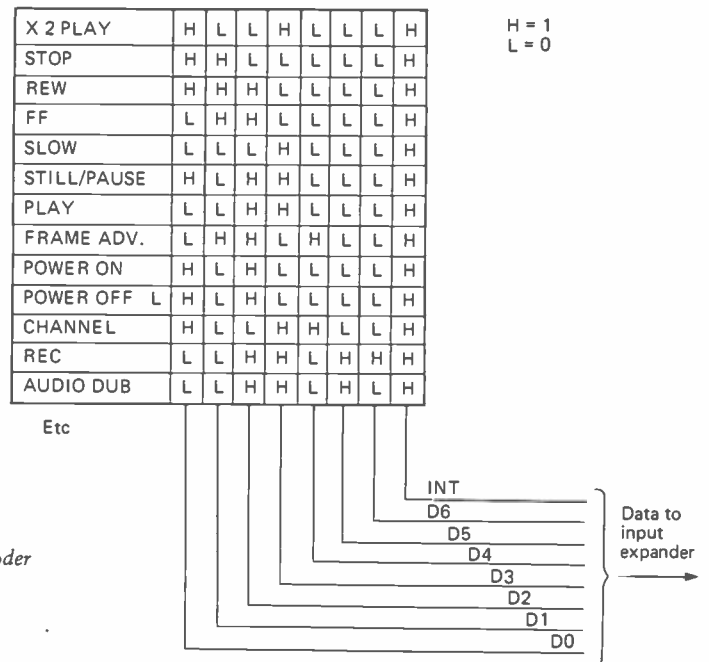 X 2 PLAY H L L H L L L H
STOP H H L L L L L H
REW H H H L L L L H
FF L H H L L L L H
SLOW L L L H L L L H
STILL/PAUSE H L H H L L L H
PLAY L L H H L L L H
FRAME ADV. L H H L H L L H
POWER ON H L H L L L L H
POWER OFF L H L H L L L L H
CHANNEL H L L H H L L H
REC L L H H L H H H
AUDIO DUB L L H H L H L H
H = 1
L = 0
Etc
INT
D6
D5
D4
D3
D2
D1
D0
Data to
input
expander
oder